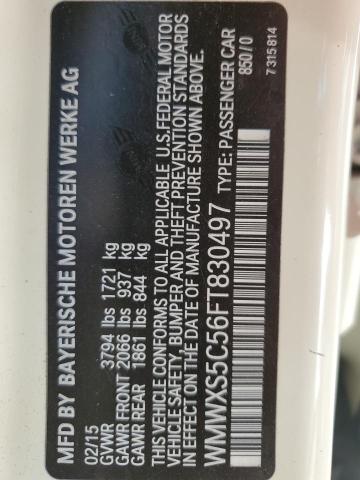 MFD BY BAYERISCHE MOTOREN WERKE AG
02/15
GVWR 3794 lbs 1721 kg
GAWR FRONT 2066 lbs 937 kg
GAWR REAR 1861 lbs 844 kg
THIS VEHICLE CONFORMS TO ALL APPLICABLE U.S. FEDERAL MOTOR
VEHICLE-SAFETY, BUMPER AND THEFT PREVENTION STANDARDS
IN EFFECT ON THE DATE OF MANUFACTURE SHOWN ABOVE.
WMWXS5C56FT830497 TYPE: PASSENGER CAR
850/0
7 315 814